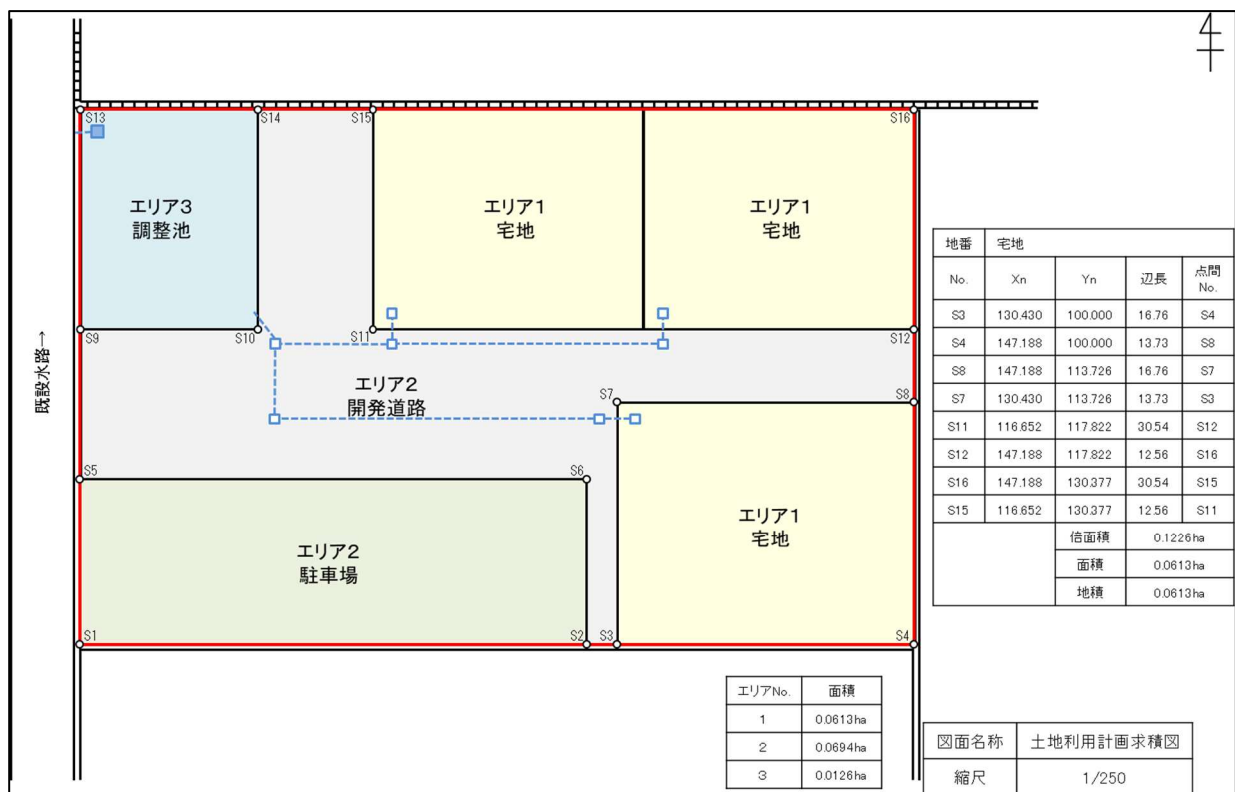 S13
S14
S15
S16
エリア3
調整池
エリア1
宅地
エリア1
宅地
S9
S10
S11
S12
既設水路→
エリア2
開発道路
S7
S8
S5
S6
エリア1
宅地
エリア2
駐車場
S1
S2
S3
S4
地番 宅地
No. Xn Yn 辺長 点間No.
S3 130.430 100.000 16.76 S4
S4 147.188 100.000 13.73 S8
S8 147.188 113.726 16.76 S7
S7 130.430 113.726 13.73 S3
S11 116.652 117.822 30.54 S12
S12 147.188 117.822 12.56 S16
S16 147.188 130.377 30.54 S15
S15 116.652 130.377 12.56 S11
倍面積 0.1226ha
面積 0.0613ha
地積 0.0613ha
エリアNo. 面積
1 0.0613ha
2 0.0694ha
3 0.0126ha
図面名称 土地利用計画求積図
縮尺 1/250